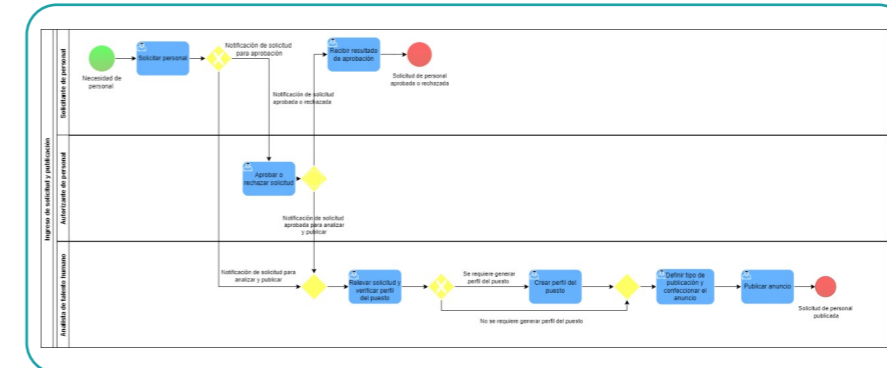 Ingreso de solicitud y publicación
Solicitante de personal
Necesidad de
personal
Solicitar personal
Notificación de solicitud
para aprobación
Notificación de solicitud
aprobada o rechazada
Recibir resultado
de aprobación
Solicitud de personal
aprobada o rechazada
Autorizante de personal
Aprobar o
rechazar solicitud
Notificación de solicitud
aprobada para analizar
y publicar
Analista de talento humano
Notificación de solicitud para
analizar y publicar
Relevar solicitud y
verificar perfil
del puesto
Se requiere generar
perfil del puesto
No se requiere generar perfil del puesto
Crear perfil del
puesto
Definir tipo de
publicación y
confeccionar el
anuncio
Publicar anuncio
Solicitud de personal
publicada